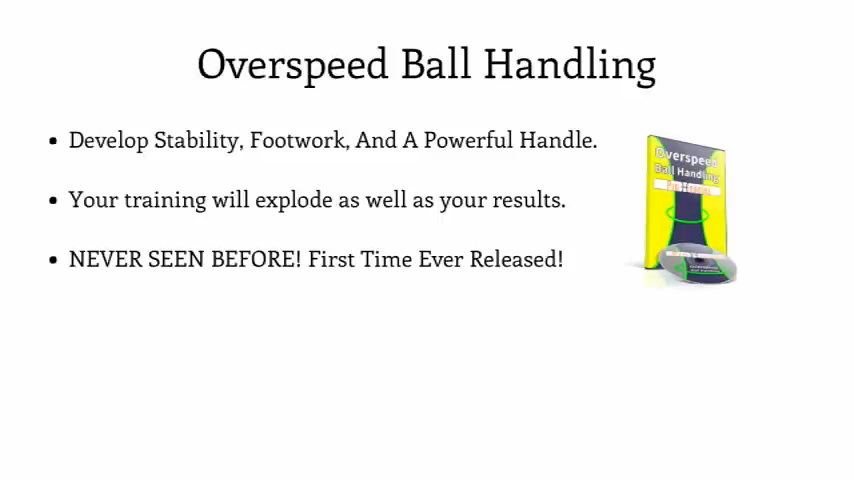 Overspeed Ball Handling
• Develop Stability, Footwork, And A Powerful Handle.
• Your training will explode as well as your results.
• NEVER SEEN BEFORE! First Time Ever Released!
Overspeed
Ball Handling